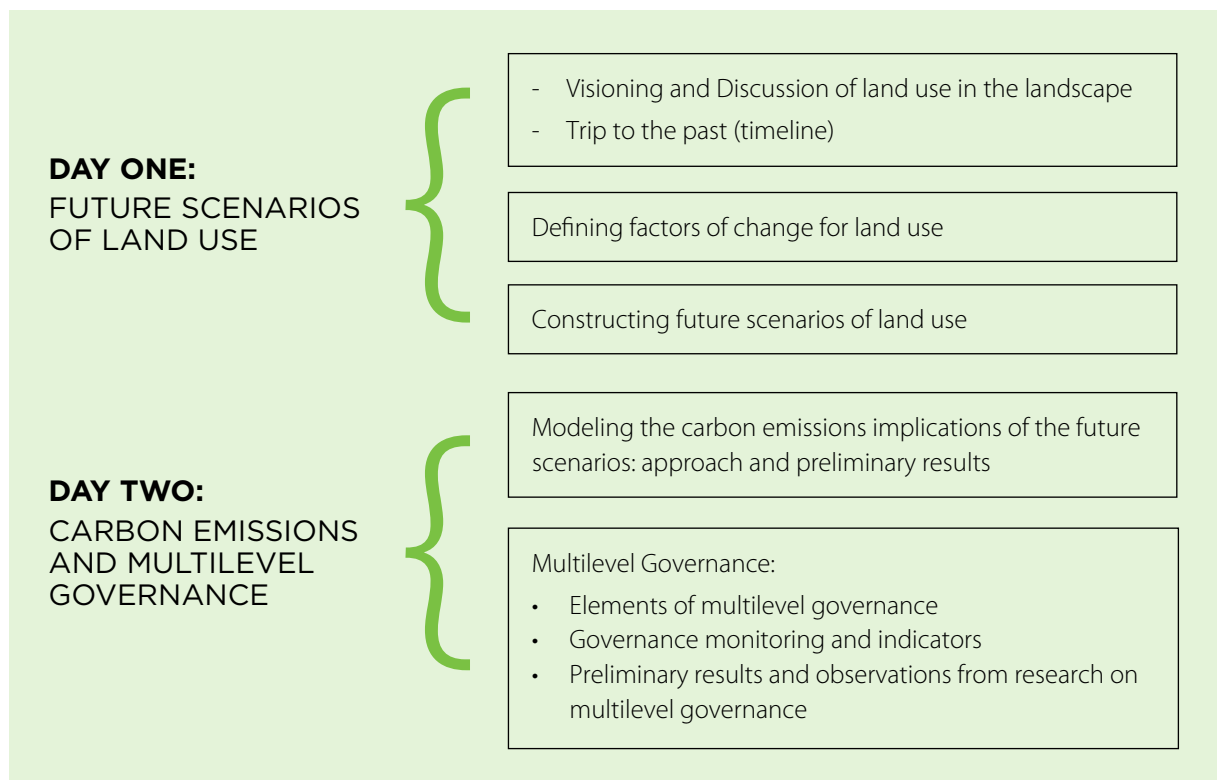 DAY ONE:
FUTURE SCENARIOS
OF LAND USE
- Visioning and Discussion of land use in the landscape
- Trip to the past (timeline)
Defining factors of change for land use
Constructing future scenarios of land use
DAY TWO:
CARBON EMISSIONS
AND MULTILEVEL
GOVERNANCE
Modeling the carbon emissions implications of the future
scenarios: approach and preliminary results
Multilevel Governance:
• Elements of multilevel governance
• Governance monitoring and indicators
• Preliminary results and observations from research on
multilevel governance